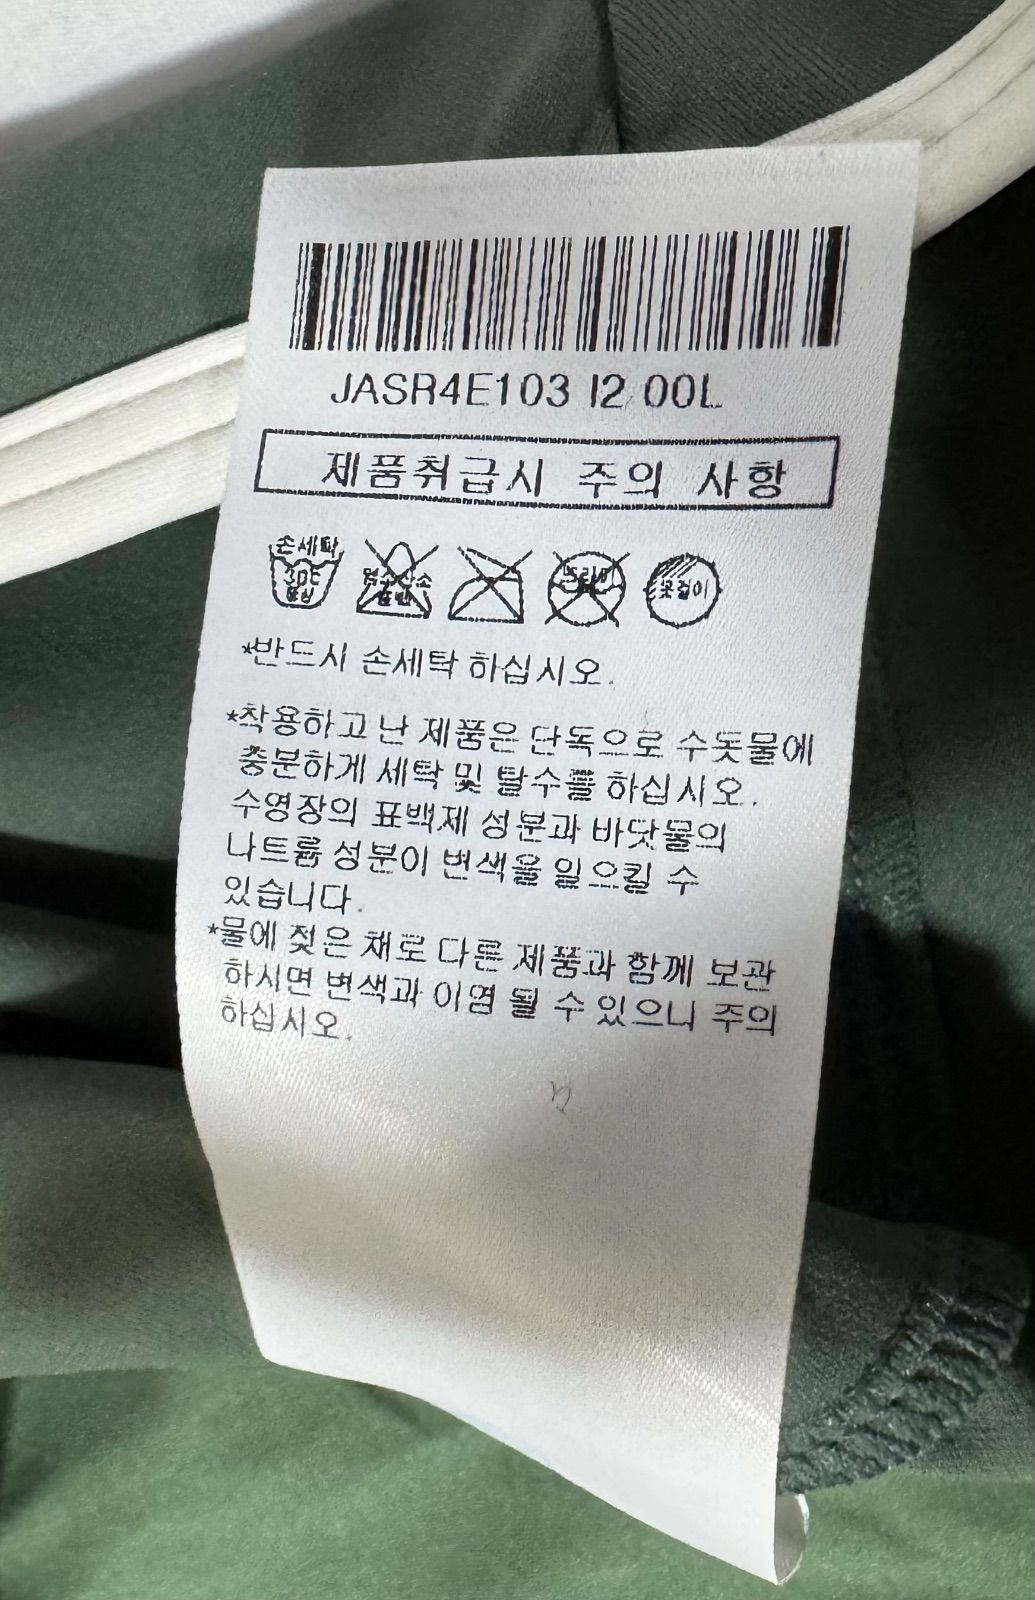 JASR4E103 I2 00L
제품취급시 주의 사항
손세탁
30℃
중성
염소산소
표백
드라이
옷걸이
*반드시 손세탁 하십시오.
*착용하고 난 제품은 단독으로 수돗물에
충분하게 세탁 및 탈수를 하십시오.
수영장의 표백제 성분과 바닷물의
나트륨 성분이 변색을 일으킬 수
있습니다.
*물에 젖은 채로 다른 제품과 함께 보관
하시면 변색과 이염 될 수 있으니 주의
하십시오.